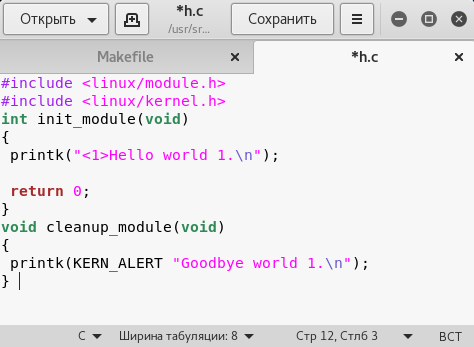 Открыть
*h.c
/usr/sr...
Сохранить
Makefile
*h.c
#include <linux/module.h>
#include <linux/kernel.h>
int init_module(void)
{
 printk("<1>Hello world 1.\n");

 return 0;
}
void cleanup_module(void)
{
 printk(KERN_ALERT "Goodbye world 1.\n");
}
C
Ширина табуляции: 8
Стр 12, Стлб 3
ВСТ